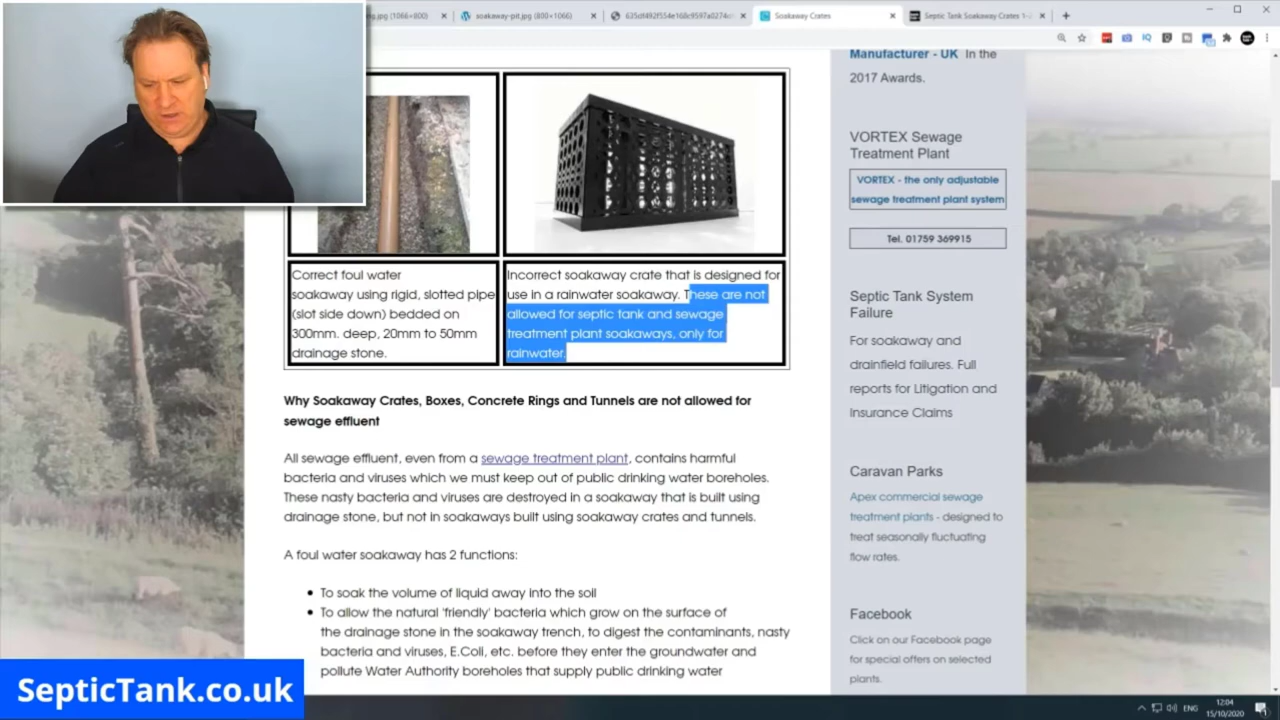 ng.jpg (1066×800)
soakaway-pit.jpg (800×1066)
Soakaway Crates
Septic Tank Soakaway Crates
Manufacturer - UK In the
2017 Awards.
VORTEX Sewage
Treatment Plant
VORTEX - the only adjustable
sewage treatment plant system
Tel. 01759 369915
Septic Tank System
Failure
For soakaway and
drainfield failures. Full
reports for Litigation and
Insurance Claims
Caravan Parks
Apex commercial sewage
treatment plants - designed to
treat seasonally fluctuating
flow rates.
Facebook
Click on our Facebook page
for special offers on selected
plants.
Correct foul water
soakaway using rigid, slotted pipe
(slot side down) bedded on
300mm. deep, 20mm to 50mm
drainage stone.
Incorrect soakaway crate that is designed for
use in a rainwater soakaway. These are not
allowed for septic tank and sewage
treatment plant soakaways, only for
rainwater.
Why Soakaway Crates, Boxes, Concrete Rings and Tunnels are not allowed for
sewage effluent
All sewage effluent, even from a sewage treatment plant, contains harmful
bacteria and viruses which we must keep out of public drinking water boreholes.
These nasty bacteria and viruses are destroyed in a soakaway that is built using
drainage stone, but not in soakaways built using soakaway crates and tunnels.
A foul water soakaway has 2 functions:
To soak the volume of liquid away into the soil
To allow the natural 'friendly' bacteria which grow on the surface of
the drainage stone in the soakaway trench, to digest the contaminants, nasty
bacteria and viruses, E.Coli, etc. before they enter the groundwater and
pollute Water Authority boreholes that supply public drinking water
SepticTank.co.uk
ENG
12:04
15/10/2020